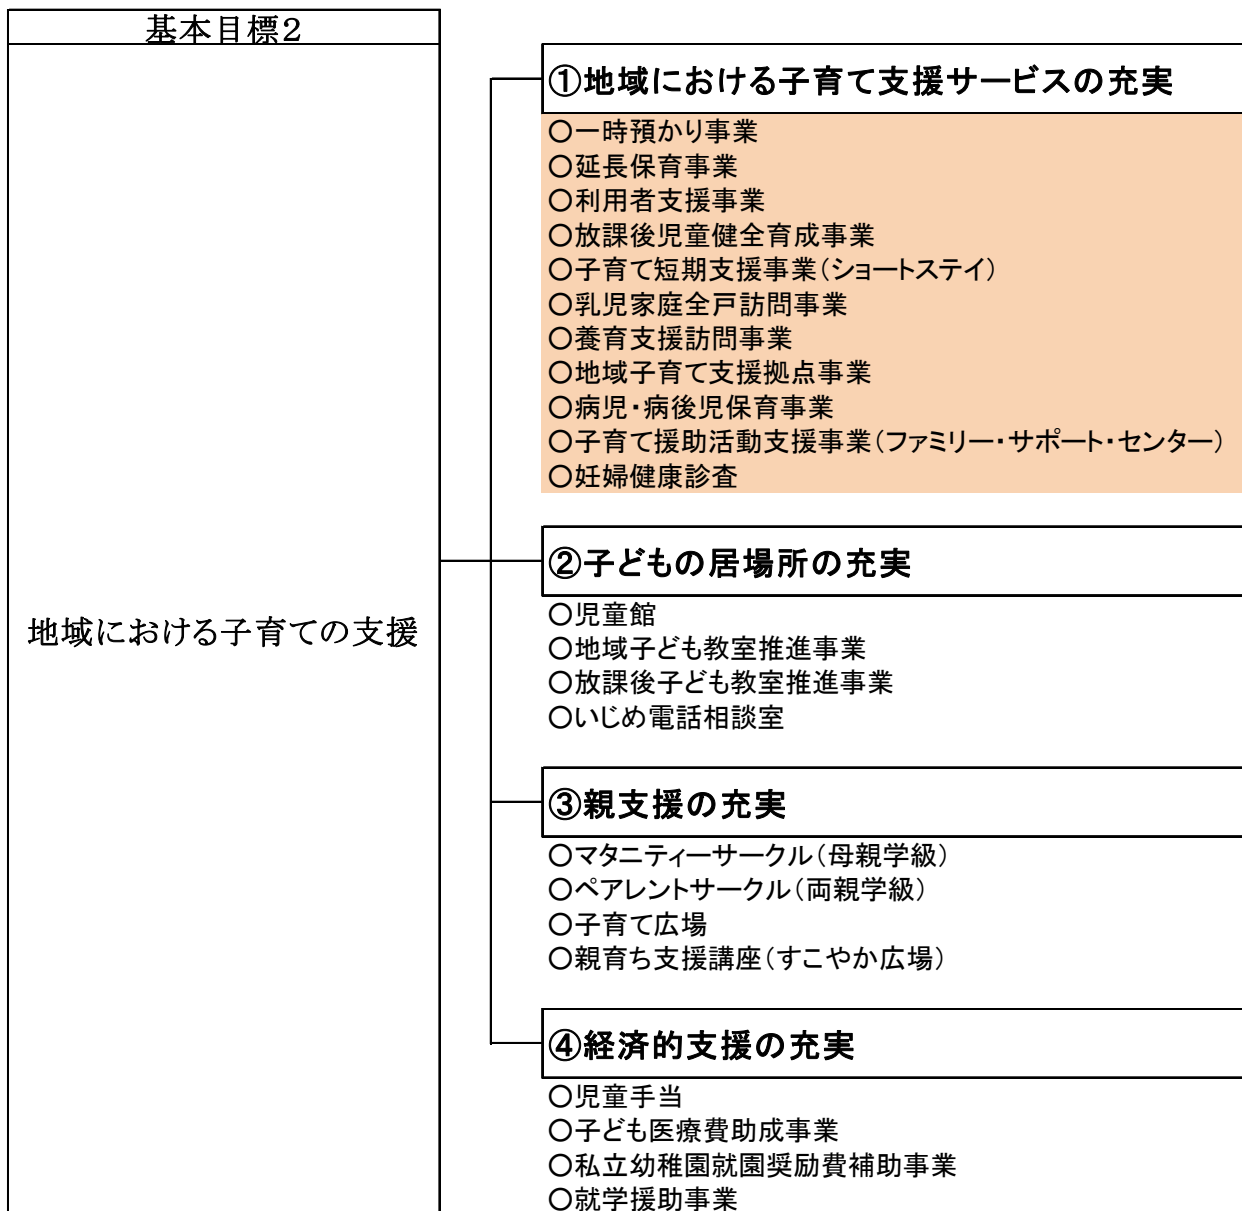 基本目標2
地域における子育ての支援
①地域における子育て支援サービスの充実
○一時預かり事業
○延長保育事業
○利用者支援事業
○放課後児童健全育成事業
○子育て短期支援事業（ショートステイ）
○乳児家庭全戸訪問事業
○養育支援訪問事業
○地域子育て支援拠点事業
○病児・病後児保育事業
○子育て援助活動支援事業（ファミリー・サポート・センター）
○妊婦健康診査
②子どもの居場所の充実
○児童館
○地域子ども教室推進事業
○放課後子ども教室推進事業
○いじめ電話相談室
③親支援の充実
○マタニティーサークル（母親学級）
○ペアレントサークル（両親学級）
○子育て広場
○親育ち支援講座（すこやか広場）
④経済的支援の充実
○児童手当
○子ども医療費助成事業
○私立幼稚園就園奨励費補助事業
○就学援助事業